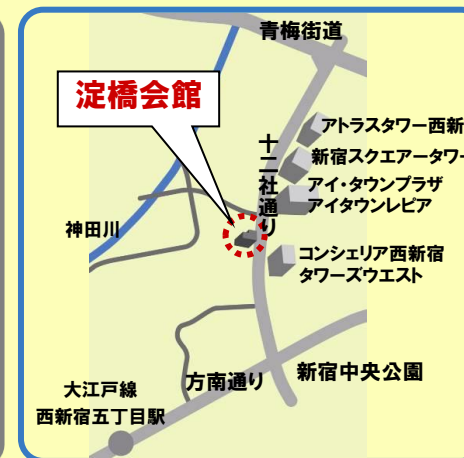 青梅街道
淀橋会館
アトラスタワー西新
新宿スクエアータワー
十二社通り
アイ・タウンプラザ
アイタウンレピア
神田川
コンシェリア西新宿
タワーズウエスト
新宿中央公園
方南通り
大江戸線
西新宿五丁目駅